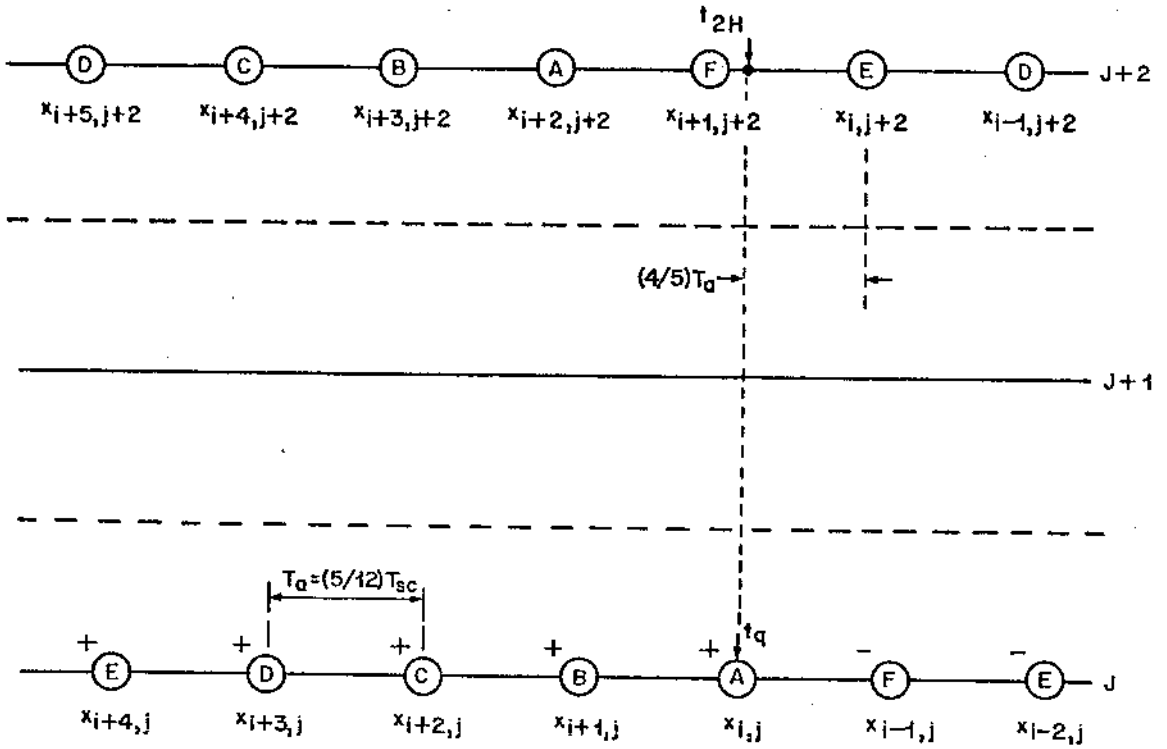 t2H
D C B A F E D J+2
xi+5,j+2 xi+4,j+2 xi+3,j+2 xi+2,j+2 xi+1,j+2 xi,j+2 xi-1,j+2
(4/5)Ta
J+1
Ta=(5/12)Tsc
+ + + + + tq - -
E D C B A F E J
xi+4,j xi+3,j xi+2,j xi+1,j xi,j xi-1,j xi-2,j